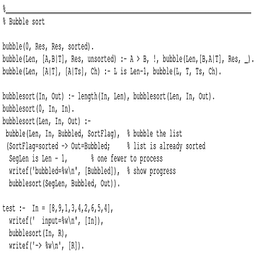 %____________________________________________
% Bubble sort
bubble(0, Res, Res, sorted).
bubble(Len, [A,B|T], Res, unsorted) :- A > B, !, bubble(Len,[B,A|T], Res, _).
bubble(Len, [A|T], [A|Ts], Ch) :- L is Len-1, bubble(L, T, Ts, Ch).
bubblesort(In, Out) :- length(In, Len), bubblesort(Len, In, Out).
bubblesort(0, In, In).
bubblesort(Len, In, Out) :-
bubble(Len, In, Bubbled, SortFlag), % bubble the list
(SortFlag=sorted -> Out=Bubbled; % list is already sorted
SegLen is Len - 1, % one fewer to process
writef('bubbled=%w\n', [Bubbled]), % show progress
bubblesort(SegLen, Bubbled, Out)).
test :- In = [8,9,1,3,4,2,6,5,4],
writef(' input=%w\n', [In]),
bubblesort(In, R),
writef('-> %w\n', [R]).